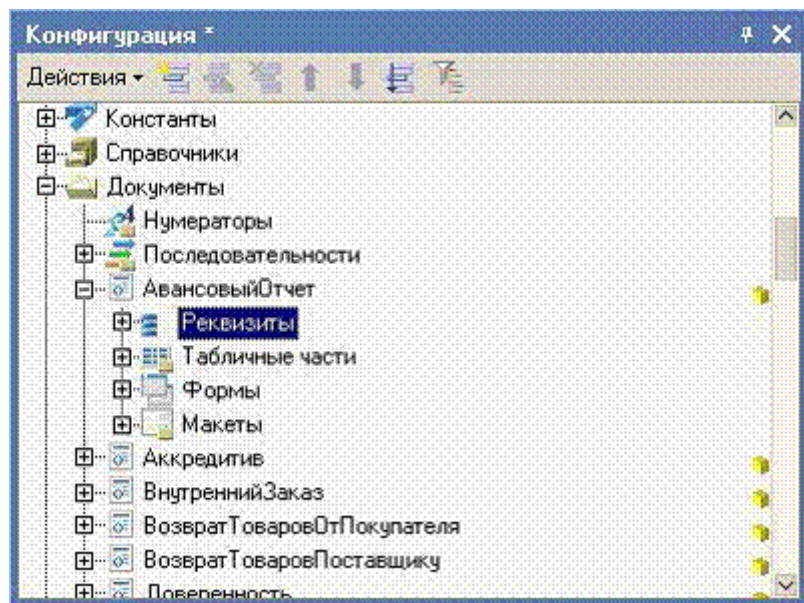 Конфигурация *
Действия
Константы
Справочники
Документы
Нумераторы
Последовательности
АвансовыйОтчет
Реквизиты
Табличные части
Формы
Макеты
Аккредитив
ВнутреннийЗаказ
ВозвратТоваровОтПокупателя
ВозвратТоваровПоставщику
Доверенность